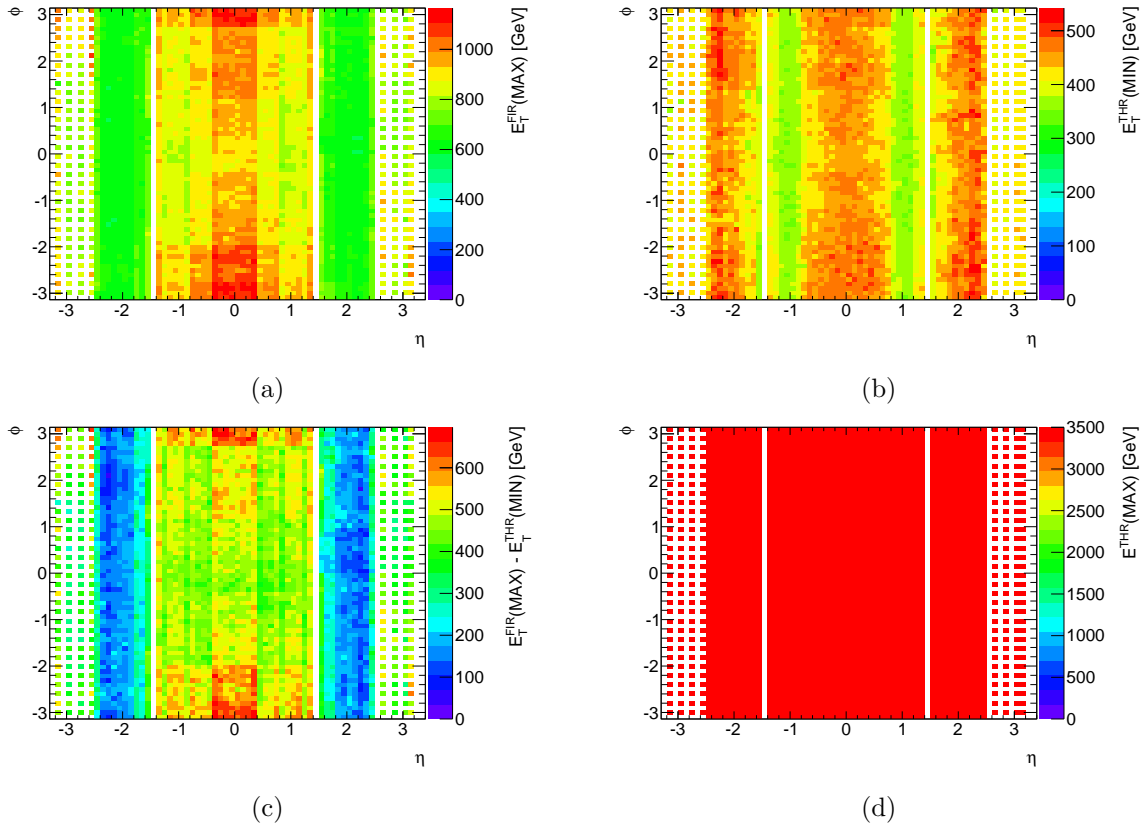 φ
3
2
1
0
-1
-2
-3
-3 -2 -1 0 1 2 3
η
1000
800
600
400
200
0
E_T^FIR(MAX) [GeV]
(a)
φ
3
2
1
0
-1
-2
-3
-3 -2 -1 0 1 2 3
η
500
400
300
200
100
0
E_T^THR(MIN) [GeV]
(b)
φ
3
2
1
0
-1
-2
-3
-3 -2 -1 0 1 2 3
η
600
500
400
300
200
100
0
E_T^FIR(MAX) - E_T^THR(MIN) [GeV]
(c)
φ
3
2
1
0
-1
-2
-3
-3 -2 -1 0 1 2 3
η
3500
3000
2500
2000
1500
1000
500
0
E^THR(MAX) [GeV]
(d)